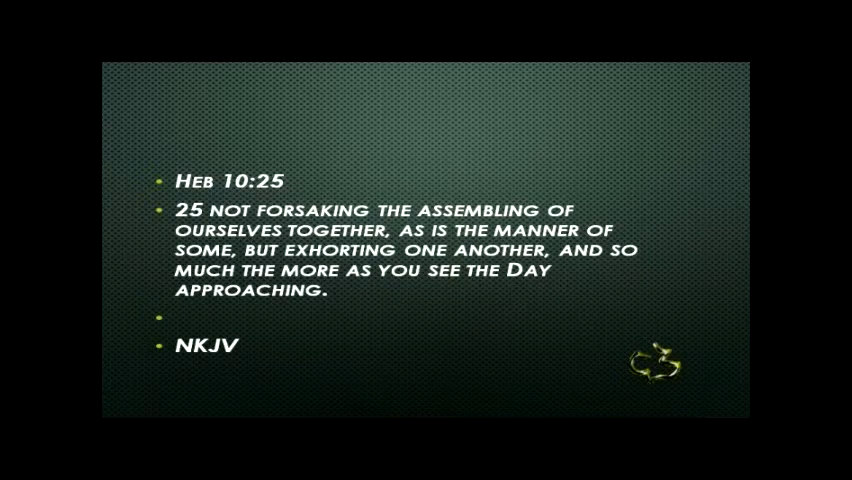 • HEB 10:25
• 25 NOT FORSAKING THE ASSEMBLING OF
OURSELVES TOGETHER, AS IS THE MANNER OF
SOME, BUT EXHORTING ONE ANOTHER, AND SO
MUCH THE MORE AS YOU SEE THE DAY
APPROACHING.
•
• NKJV